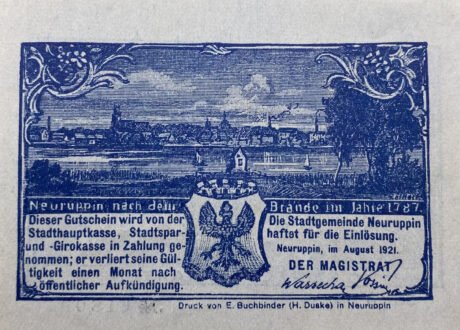 Neuruppin nach dem Brande im Jahre 1787
Dieser Gutschein wird von der
Stadthauptkasse, Stadtspar-
und -Girokasse in Zahlung ge-
nommen; er verliert seine Gül-
tigkeit einen Monat nach
öffentlicher Aufkündigung.
Die Stadtgemeinde Neuruppin
haftet für die Einlösung.
Neuruppin, im August 1921.
DER MAGISTRAT
Druck von E. Buchbinder (H. Duske) in Neuruppin